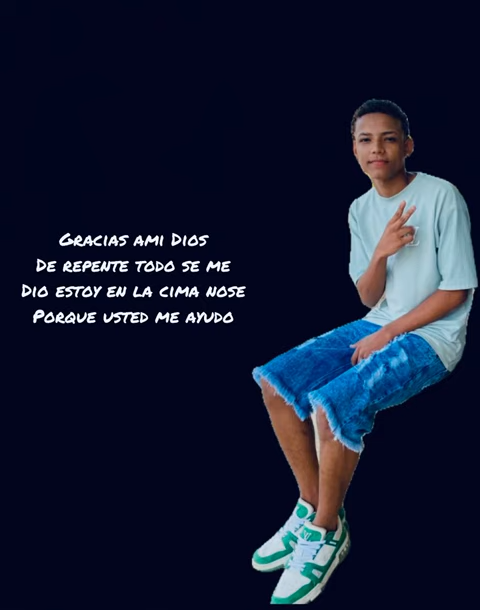 Gracias ami Dios
De repente todo se me
Dio estoy en la cima nose
Porque usted me ayudo